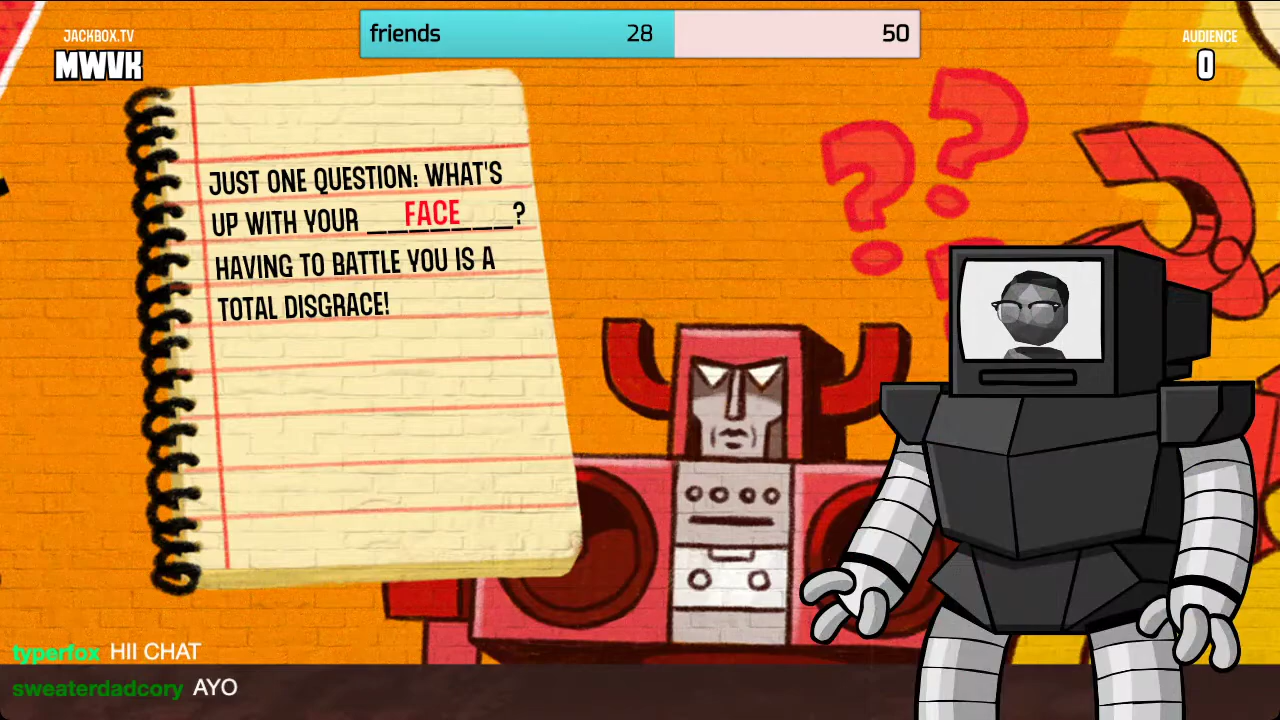 JACKBOX.TV
MWVK
friends 28 50
AUDIENCE
0
JUST ONE QUESTION: WHAT'S
UP WITH YOUR FACE?
HAVING TO BATTLE YOU IS A
TOTAL DISGRACE!
typerfox HII CHAT
sweaterdadcory AYO